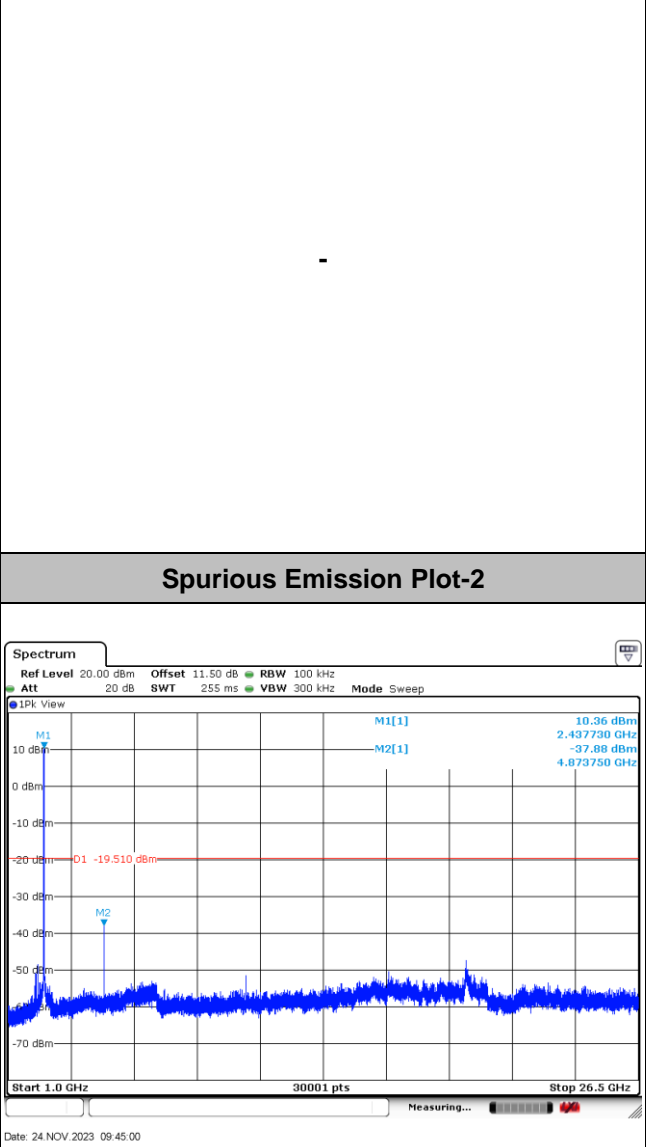 -
Spurious Emission Plot-2
Spectrum
Ref Level 20.00 dBm Offset 11.50 dB RBW 100 kHz
Att 20 dB SWT 255 ms VBW 300 kHz Mode Sweep
1Pk View
M1[1] 10.36 dBm
2.437730 GHz
M2[1] -37.88 dBm
4.873750 GHz
M1
10 dBm
0 dBm
-10 dBm
-20 dBm
D1 -19.510 dBm
-30 dBm
M2
-40 dBm
-50 dBm
-70 dBm
Start 1.0 GHz 30001 pts Stop 26.5 GHz
Measuring...
Date: 24.NOV.2023 09:45:00